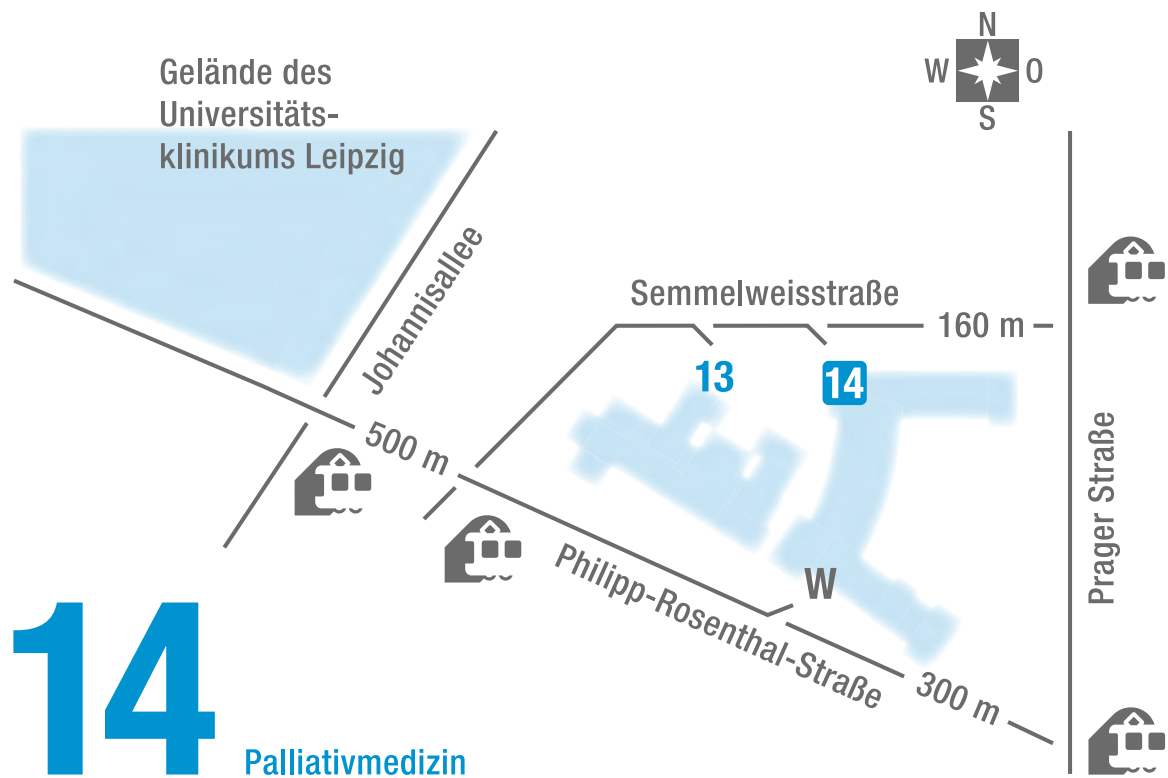 N
W O
S
Gelände des
Universitäts-
klinikums Leipzig
Johannisallee
Semmelweisstraße
160 m
13
14
500 m
Prager Straße
Philipp-Rosenthal-Straße
W
300 m
14
Palliativmedizin